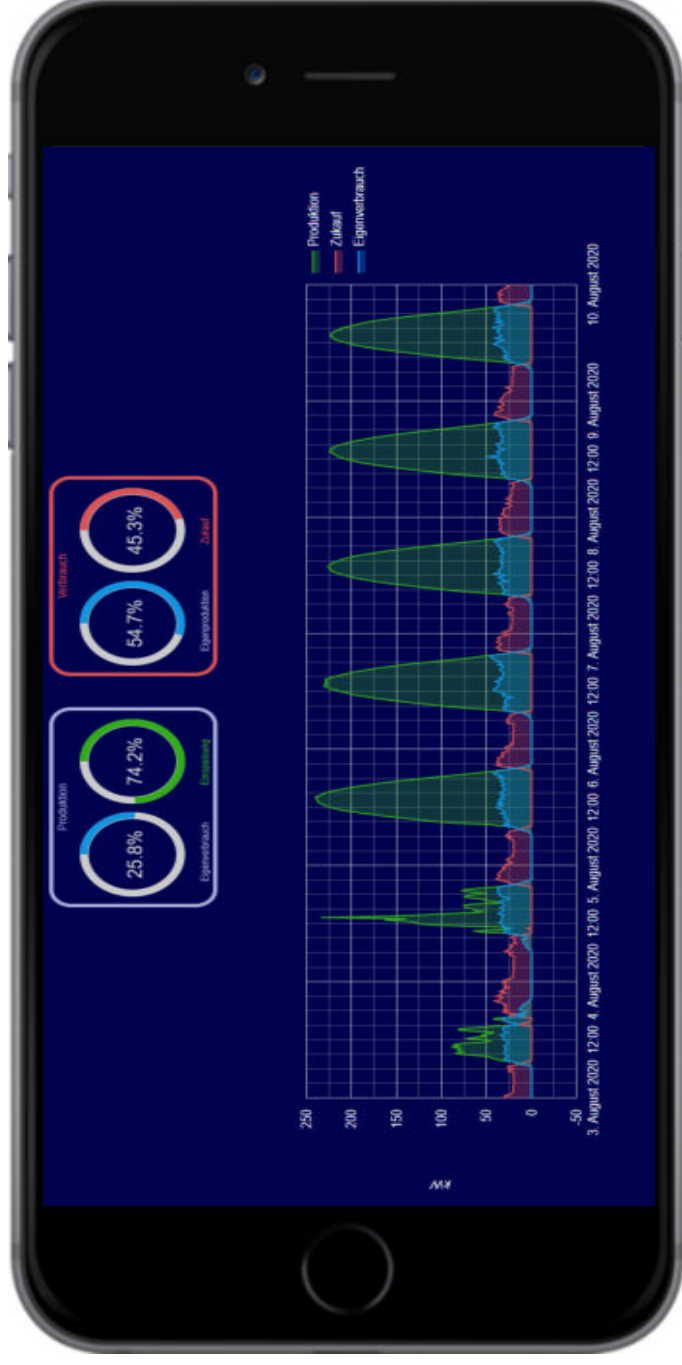 Produktion
25.8%
74.2%
Eigenverbrauch
Einspeisung
Verbrauch
54.7%
45.3%
Eigenproduktion
Zukauf
Produktion
Zukauf
Eigenverbrauch
kW
250
200
150
100
50
0
-50
3. August 2020 12:00 4. August 2020 12:00 5. August 2020 12:00 6. August 2020 12:00 7. August 2020 12:00 8. August 2020 12:00 9. August 2020 10. August 2020